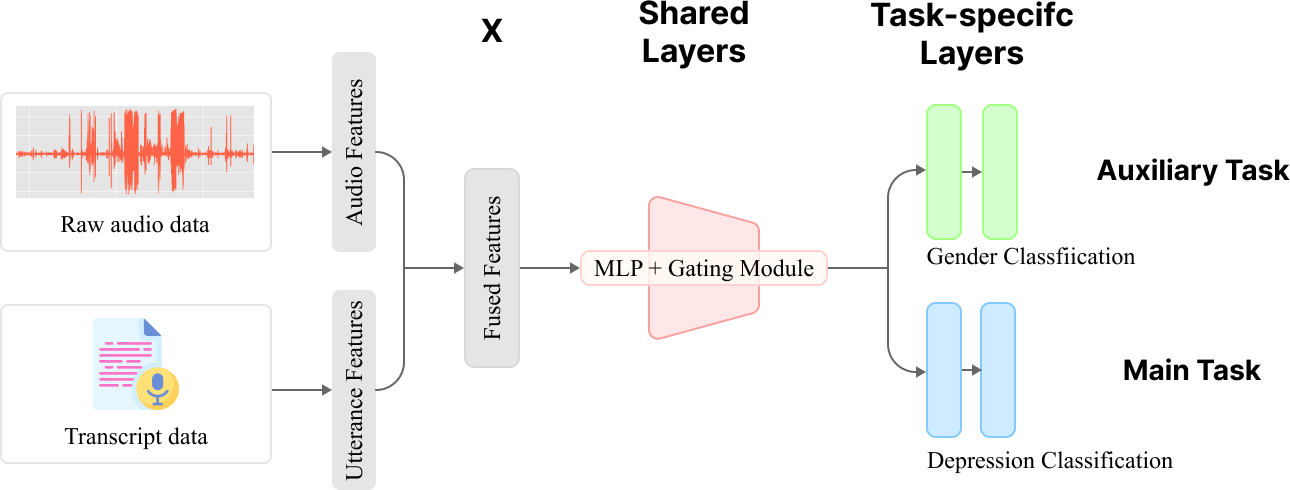 X
Shared
Layers
Task-specifc
Layers
Raw audio data
Audio Features
Transcript data
Utterance Features
Fused Features
MLP + Gating Module
Gender Classfiication
Auxiliary Task
Depression Classification
Main Task